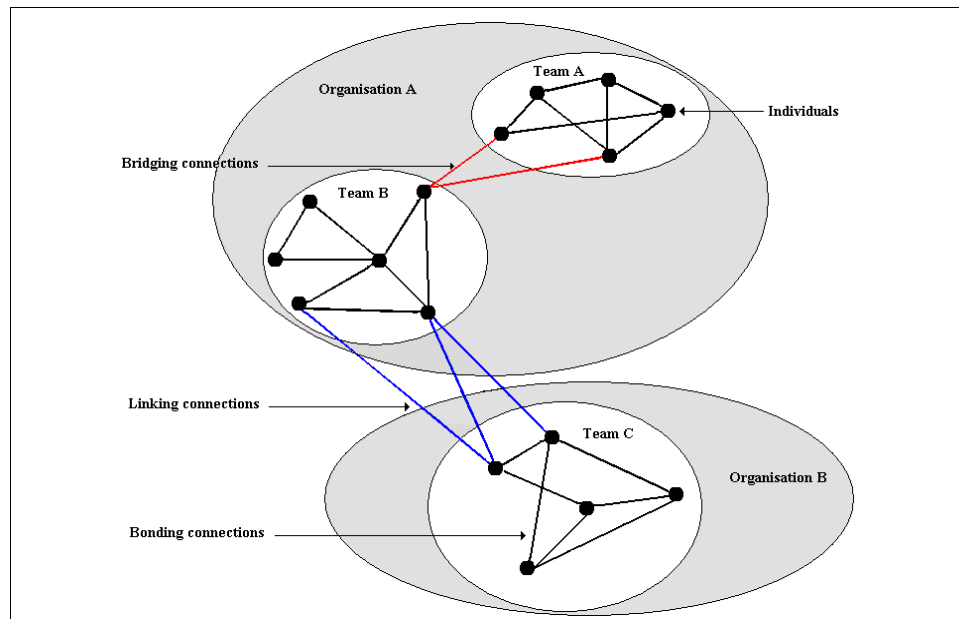 Team A
Organisation A
Individuals
Bridging connections
Team B
Linking connections
Team C
Organisation B
Bonding connections